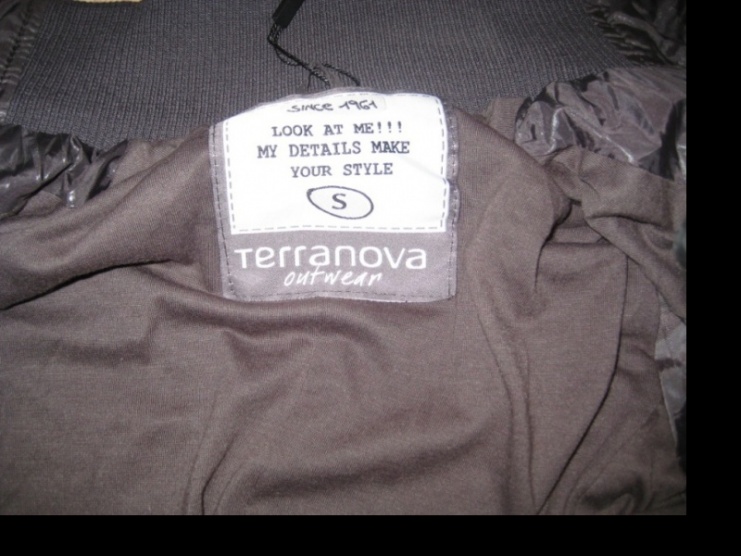 since 1961
LOOK AT ME!!!
MY DETAILS MAKE
YOUR STYLE
S
Terranova
outwear